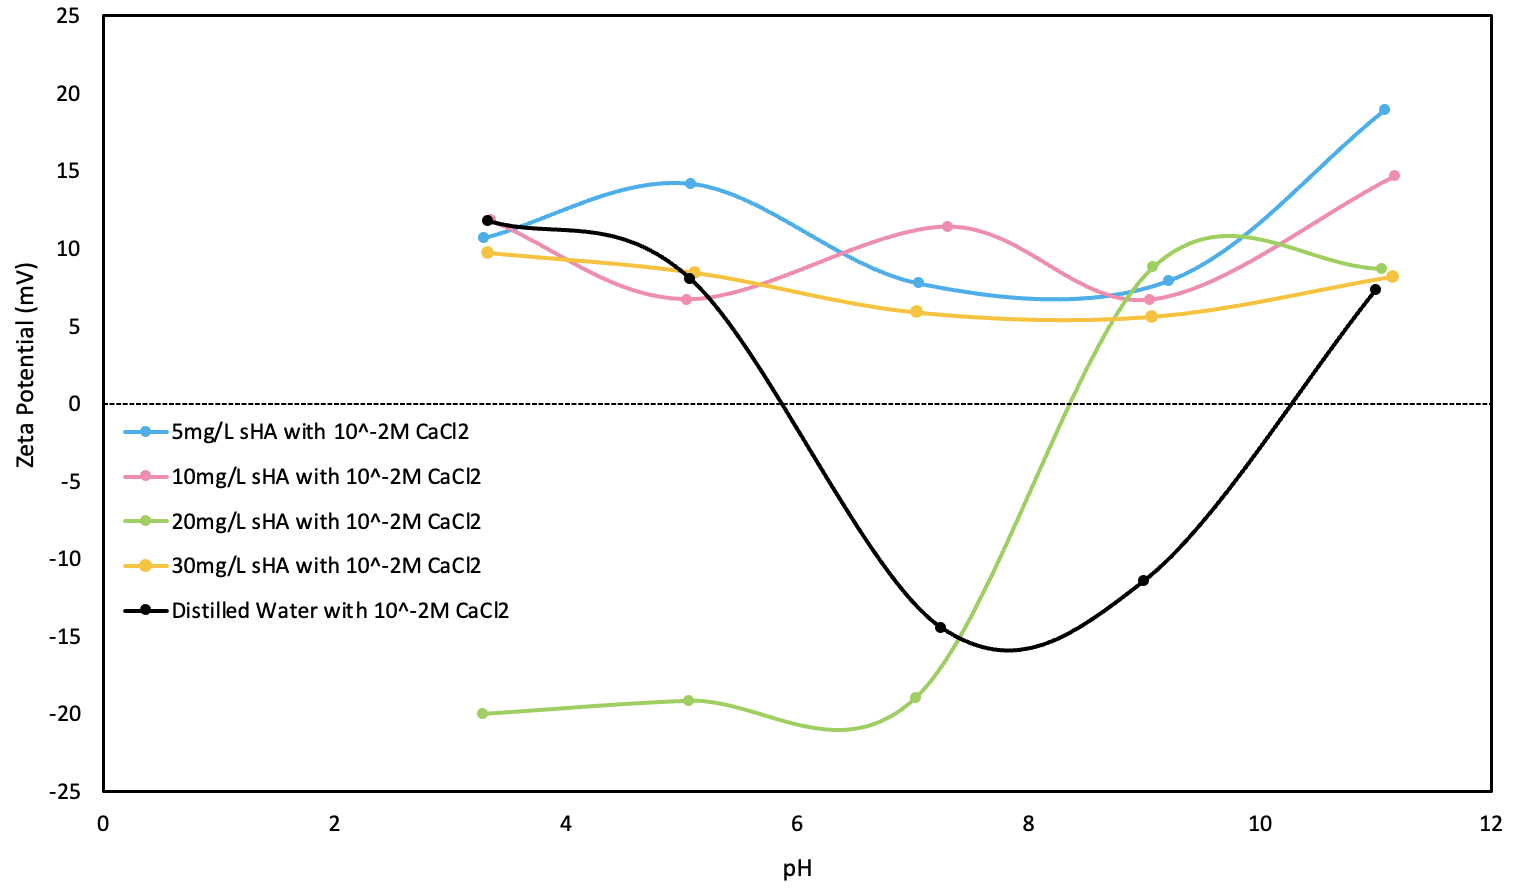 25
20
15
10
5
0
-5
-10
-15
-20
-25
Zeta Potential (mV)
5mg/L sHA with 10^-2M CaCl2
10mg/L sHA with 10^-2M CaCl2
20mg/L sHA with 10^-2M CaCl2
30mg/L sHA with 10^-2M CaCl2
Distilled Water with 10^-2M CaCl2
0 2 4 6 8 10 12
pH